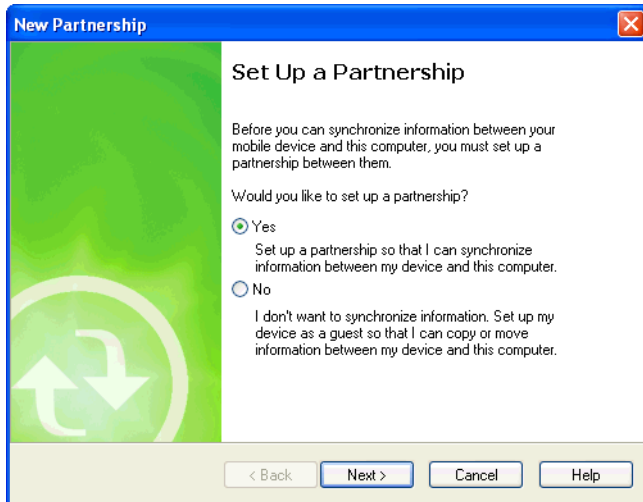 New Partnership
Set Up a Partnership
Before you can synchronize information between your
mobile device and this computer, you must set up a
partnership between them.
Would you like to set up a partnership?
Yes
Set up a partnership so that I can synchronize
information between my device and this computer.
No
I don't want to synchronize information. Set up my
device as a guest so that I can copy or move
information between my device and this computer.
< Back Next > Cancel Help